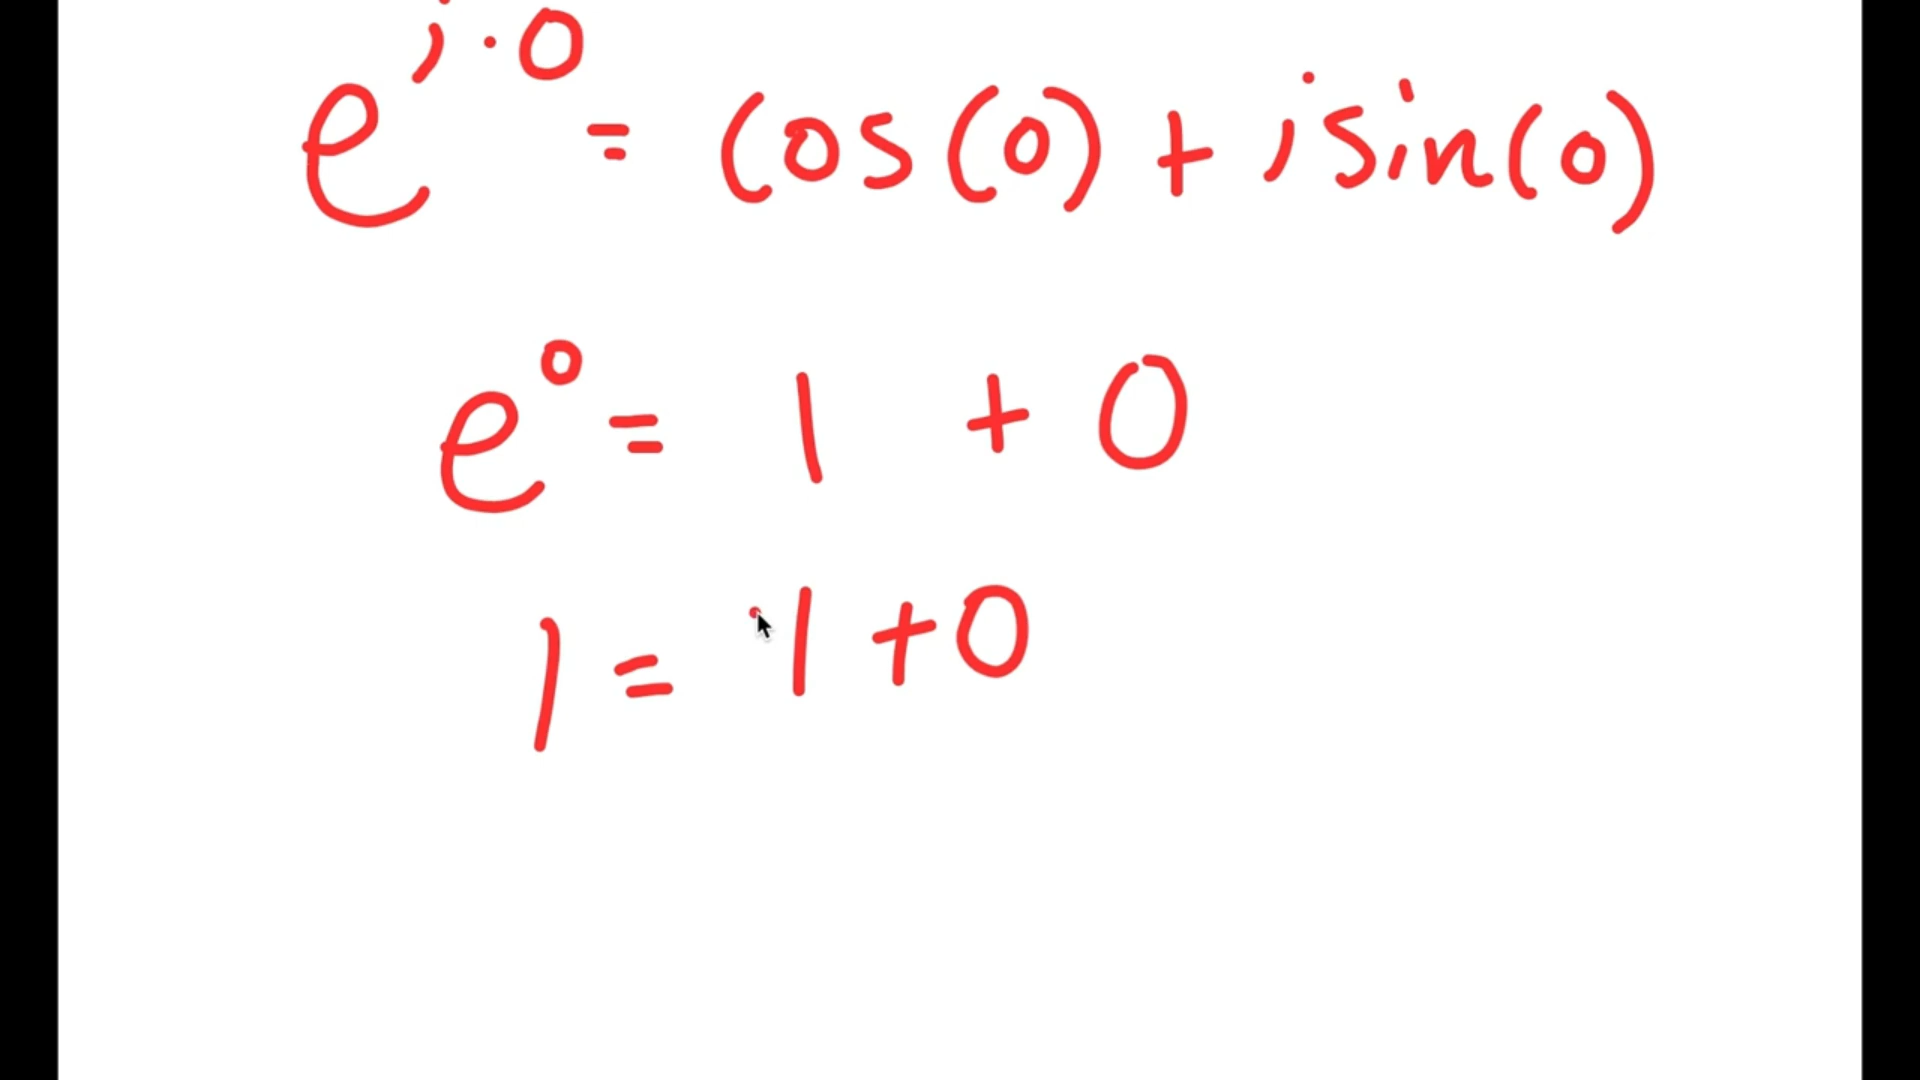 e^{i·0} = cos(0) + i sin(0)
e^0 = 1 + 0
1 = 1 + 0